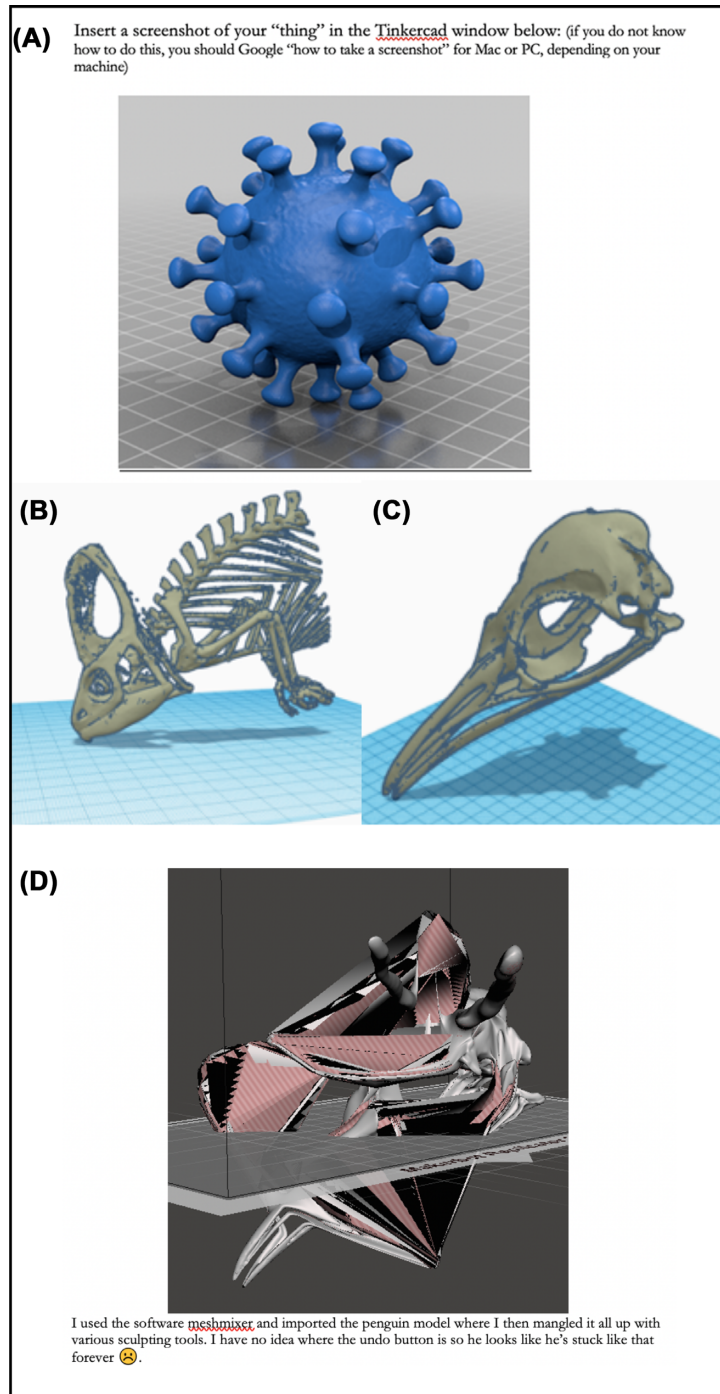 (A)
Insert a screenshot of your “thing” in the Tinkercad window below: (if you do not know
how to do this, you should Google “how to take a screenshot” for Mac or PC, depending on your
machine)
(B)
(C)
(D)
I used the software meshmixer and imported the penguin model where I then mangled it all up with
various sculpting tools. I have no idea where the undo button is so he looks like he’s stuck like that
forever ☹.